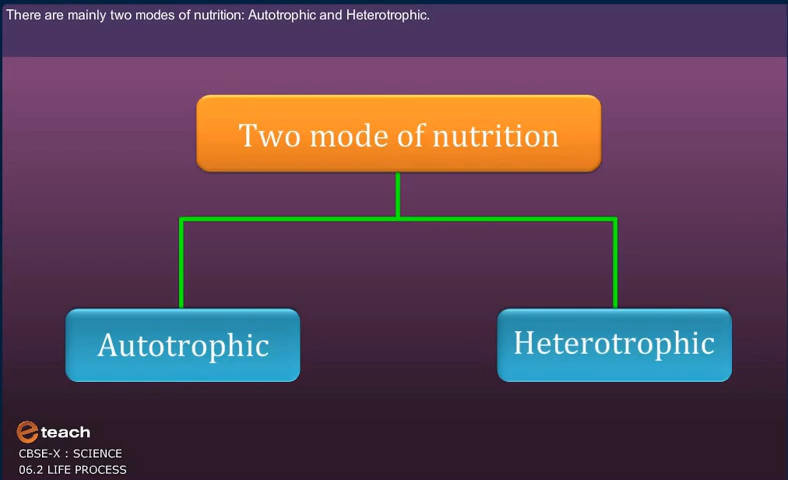 There are mainly two modes of nutrition: Autotrophic and Heterotrophic.
Two mode of nutrition
Autotrophic
Heterotrophic
e teach
CBSE-X : SCIENCE
06.2 LIFE PROCESS